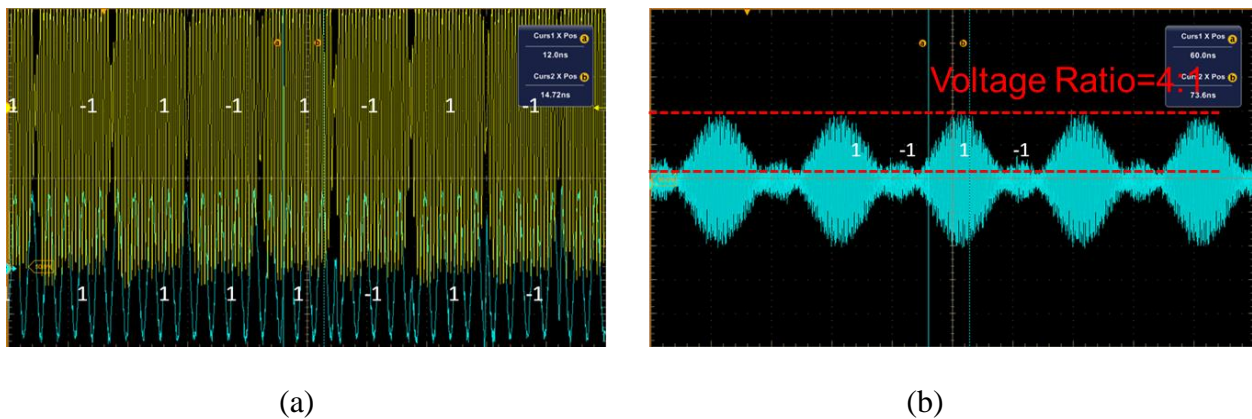 a b
Curs1 X Pos a
12.0ns
Curs2 X Pos b
14.72ns
1 -1 1 -1 1 -1 1 -1
1 1 1 1 -1 1 -1
(a)
a b
Curs1 X Pos a
60.0ns
Curs2 X Pos b
73.6ns
Voltage Ratio=4:1
1 -1 1 -1
(b)